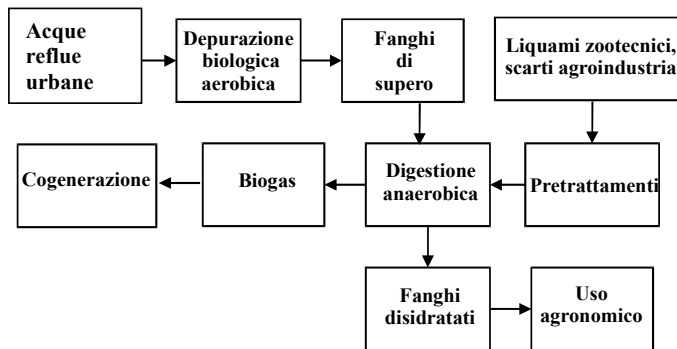 Acque
reflue
urbane
Depurazione
biologica
aerobica
Fanghi
di
supero
Liquami zootecnici,
scarti agroindustria
Cogenerazione
Biogas
Digestione
anaerobica
Pretrattamenti
Fanghi
disidratati
Uso
agronomico